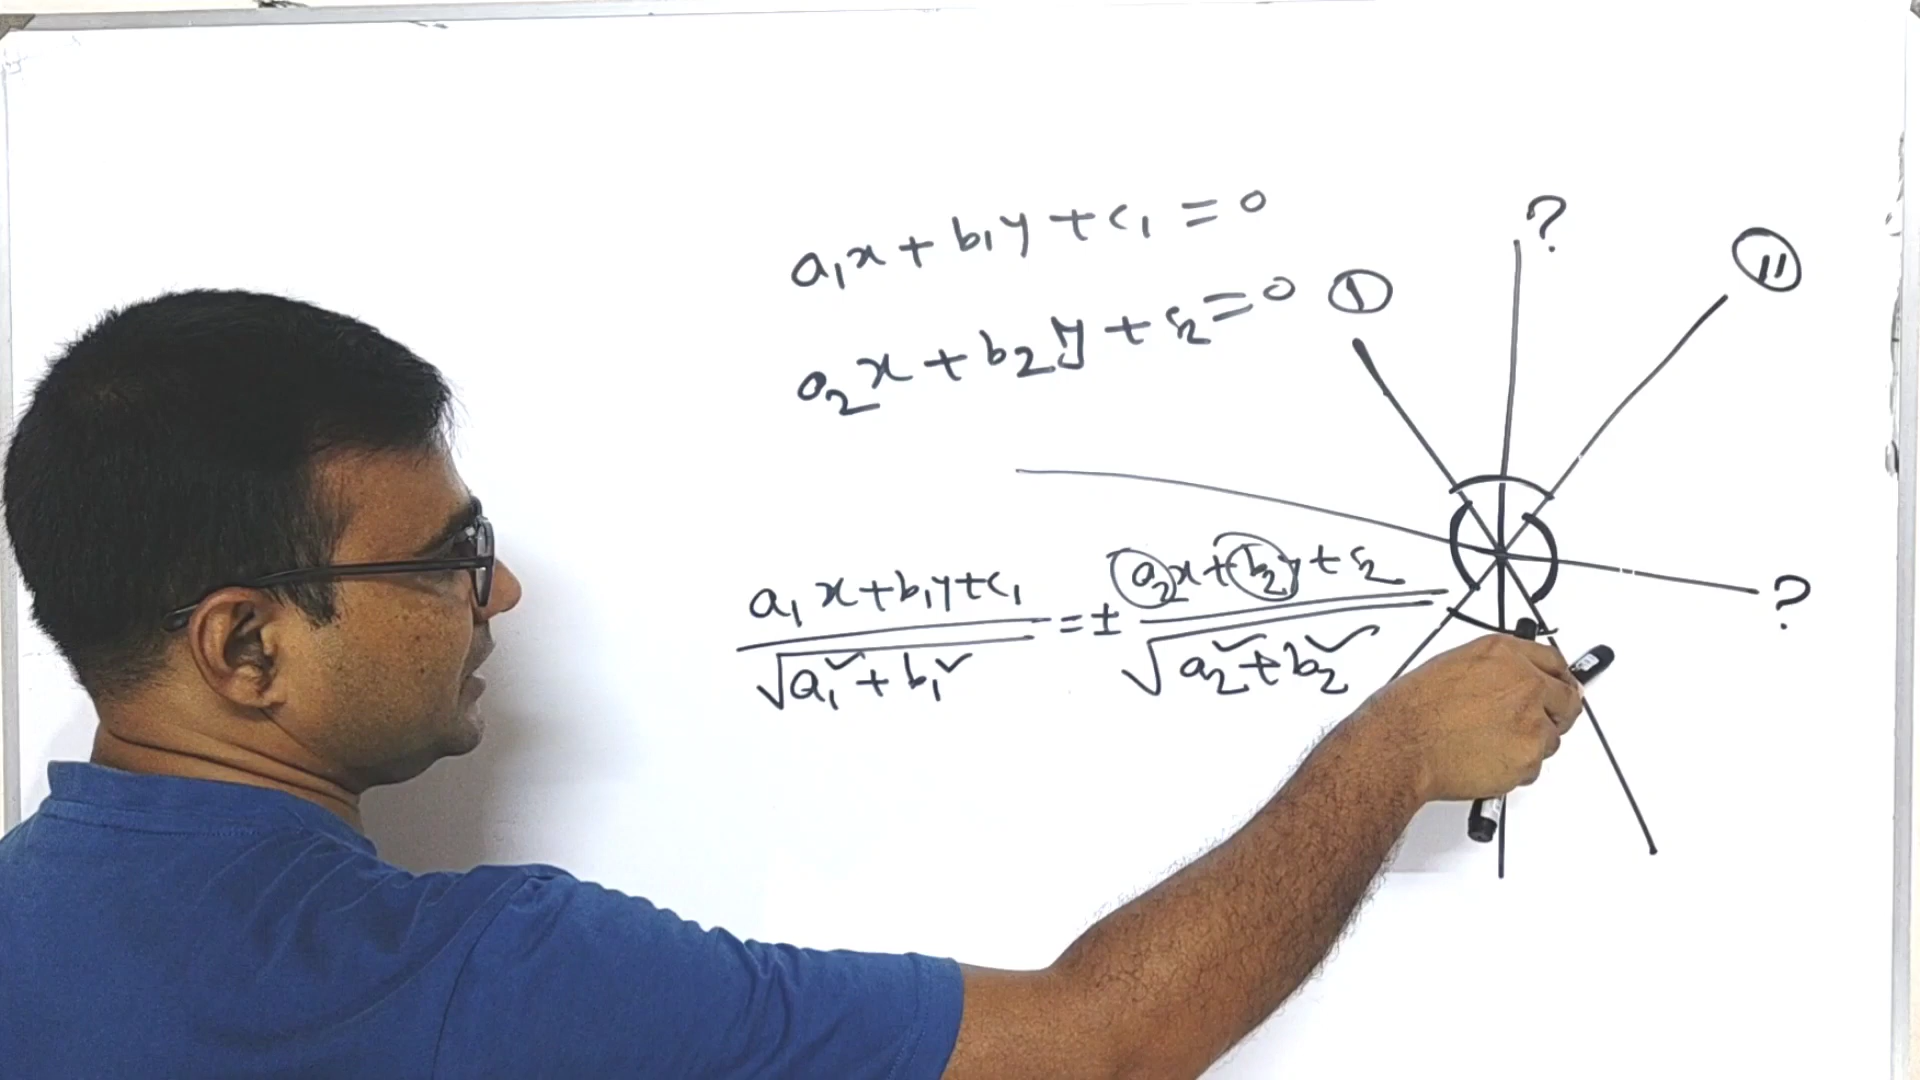 a₁x + b₁y + c₁ = 0
a₂x + b₂y + c₂ = 0
I
II
?
?
a₁x+b₁y+c₁ / √a₁²+b₁² = ± a₂x+b₂y+c₂ / √a₂²+b₂²